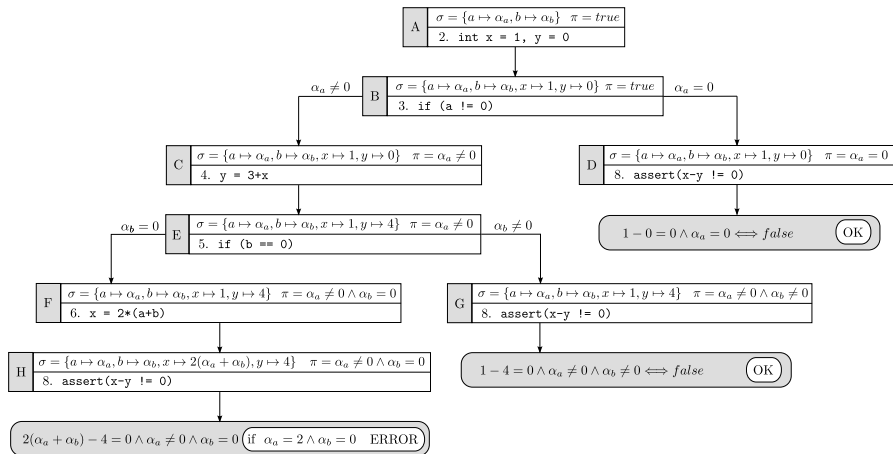 A
σ = {a ↦ α_a, b ↦ α_b} π = true
2. int x = 1, y = 0
α_a ≠ 0
B
σ = {a ↦ α_a, b ↦ α_b, x ↦ 1, y ↦ 0} π = true
3. if (a != 0)
α_a = 0
C
σ = {a ↦ α_a, b ↦ α_b, x ↦ 1, y ↦ 0} π = α_a ≠ 0
4. y = 3+x
D
σ = {a ↦ α_a, b ↦ α_b, x ↦ 1, y ↦ 0} π = α_a = 0
8. assert(x-y != 0)
1 − 0 = 0 ∧ α_a = 0 ⟺ false OK
α_b = 0
E
σ = {a ↦ α_a, b ↦ α_b, x ↦ 1, y ↦ 4} π = α_a ≠ 0
5. if (b == 0)
α_b ≠ 0
F
σ = {a ↦ α_a, b ↦ α_b, x ↦ 1, y ↦ 4} π = α_a ≠ 0 ∧ α_b = 0
6. x = 2*(a+b)
G
σ = {a ↦ α_a, b ↦ α_b, x ↦ 1, y ↦ 4} π = α_a ≠ 0 ∧ α_b ≠ 0
8. assert(x-y != 0)
1 − 4 = 0 ∧ α_a ≠ 0 ∧ α_b ≠ 0 ⟺ false OK
H
σ = {a ↦ α_a, b ↦ α_b, x ↦ 2(α_a + α_b), y ↦ 4} π = α_a ≠ 0 ∧ α_b = 0
8. assert(x-y != 0)
2(α_a + α_b) − 4 = 0 ∧ α_a ≠ 0 ∧ α_b = 0 if α_a = 2 ∧ α_b = 0 ERROR